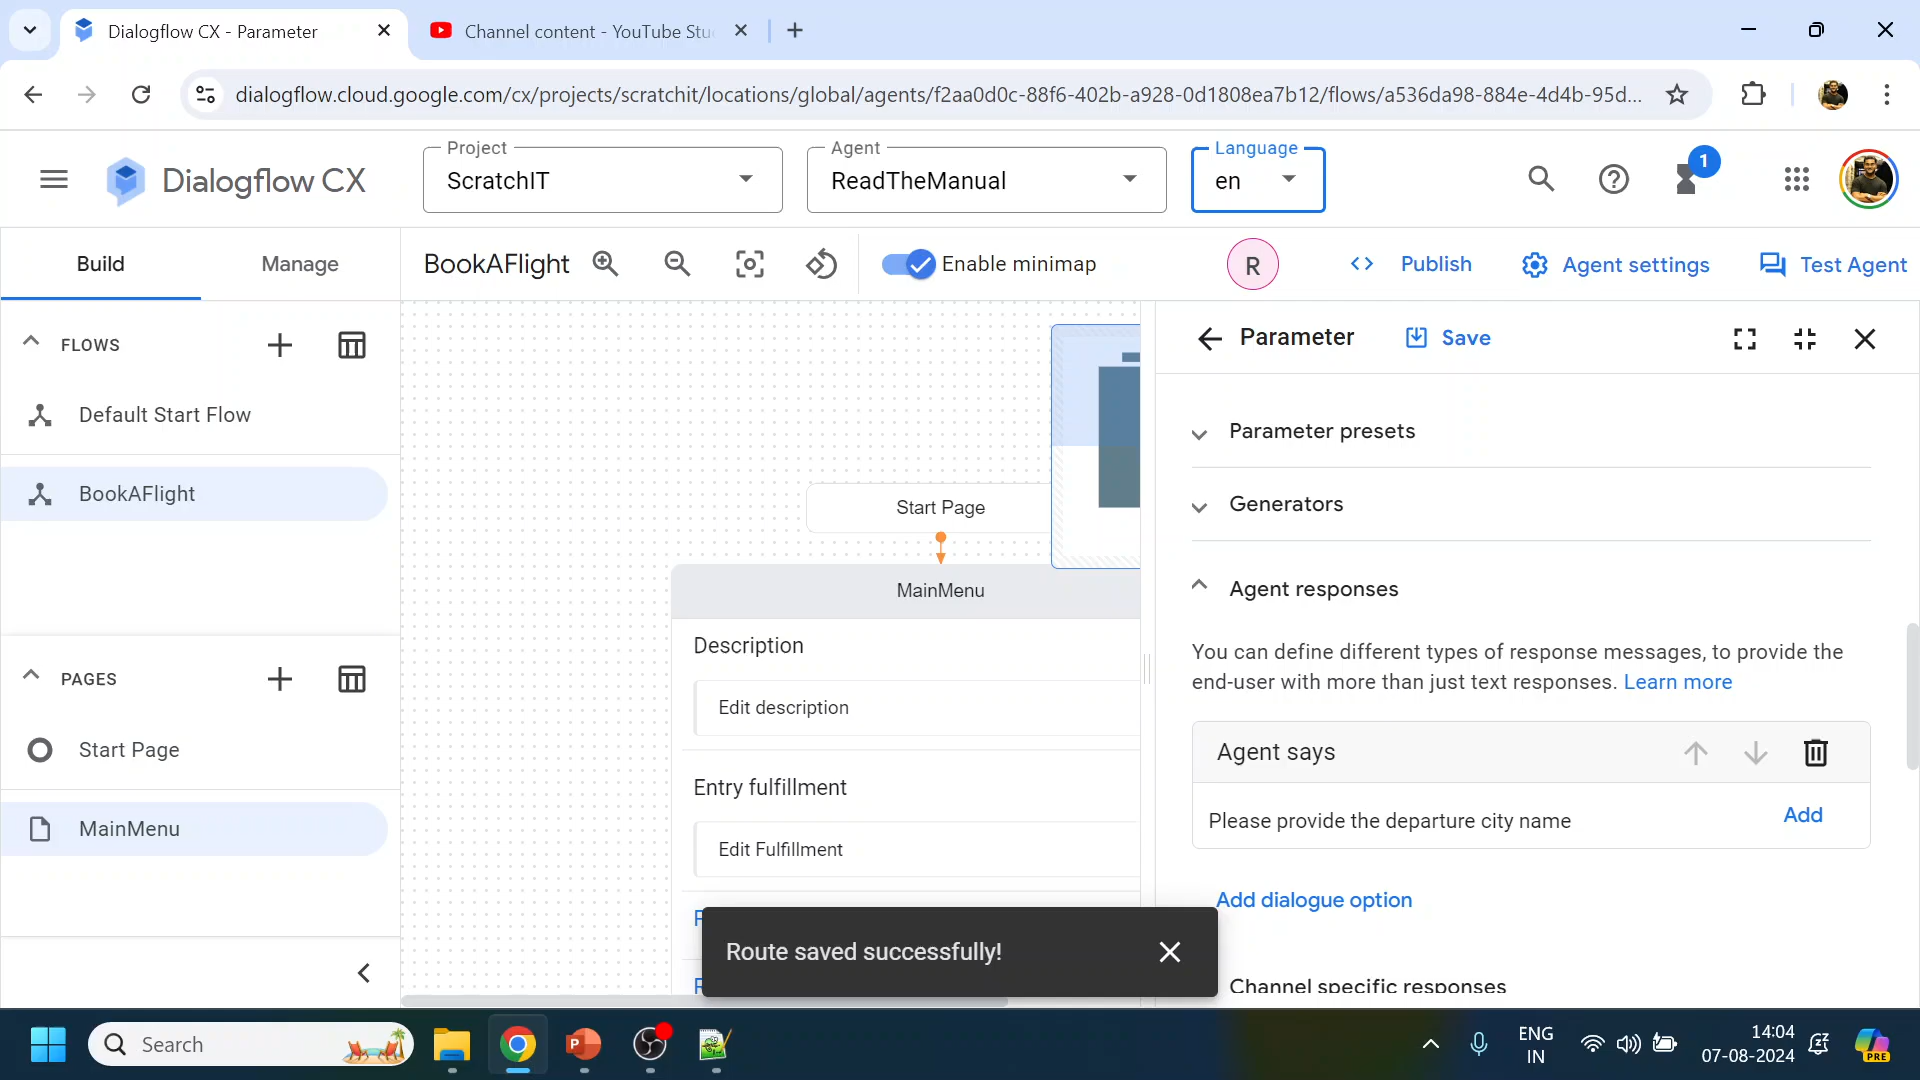 Dialogflow CX - Parameter
Channel content - YouTube Stu
dialogflow.cloud.google.com/cx/projects/scratchit/locations/global/agents/f2aa0d0c-88f6-402b-a928-0d1808ea7b12/flows/a536da98-884e-4d4b-95d...
Dialogflow CX
Project
ScratchIT
Agent
ReadTheManual
Language
en
1
Build
Manage
BookAFlight
Enable minimap
R
Publish
Agent settings
Test Agent
FLOWS
Default Start Flow
BookAFlight
PAGES
Start Page
MainMenu
Start Page
MainMenu
Description
Edit description
Entry fulfillment
Edit Fulfillment
Parameter
Save
Parameter presets
Generators
Agent responses
You can define different types of response messages, to provide the
end-user with more than just text responses. Learn more
Agent says
Please provide the departure city name
Add
Add dialogue option
Channel specific responses
Route saved successfully!
Search
ENG
IN
14:04
07-08-2024
PRE